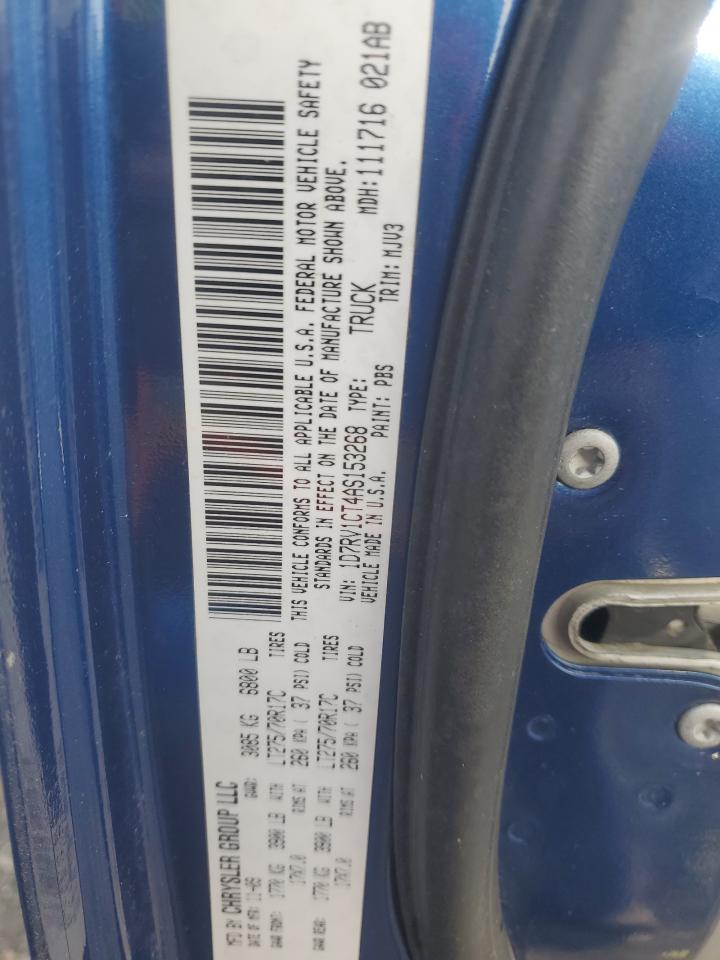 MFD BY CHRYSLER GROUP LLC
DATE OF MFR: 11-09 GVWR: 3085 KG 6800 LB
GAWR FRONT: 1770 KG 3900 LB WITH LT275/70R17C TIRES
17X7.0 RIMS AT 260 KPA ( 37 PSI) COLD
GAWR REAR: 1770 KG 3900 LB WITH LT275/70R17C TIRES
17X7.0 RIMS AT 260 KPA ( 37 PSI) COLD
THIS VEHICLE CONFORMS TO ALL APPLICABLE U.S.A. FEDERAL MOTOR VEHICLE SAFETY
STANDARDS IN EFFECT ON THE DATE OF MANUFACTURE SHOWN ABOVE.
VIN: 1D7RV1CT4AS153268 TYPE: TRUCK MDH:111716 021AB
VEHICLE MADE IN U.S.A. PAINT: PBS TRIM: MJV3